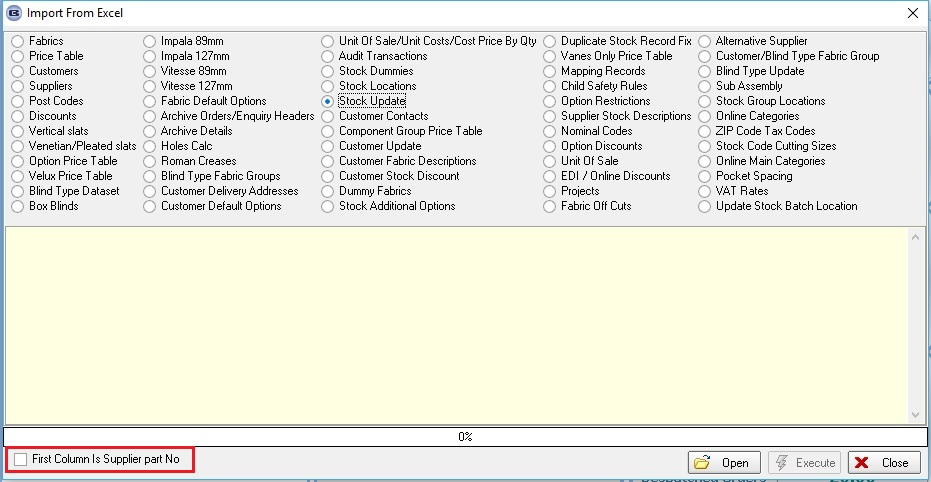 Import From Excel
Fabrics
Price Table
Customers
Suppliers
Post Codes
Discounts
Vertical slats
Venetian/Pleated slats
Option Price Table
Velux Price Table
Blind Type Dataset
Box Blinds
Impala 89mm
Impala 127mm
Vitesse 89mm
Vitesse 127mm
Fabric Default Options
Archive Orders/Enquiry Headers
Archive Details
Holes Calc
Roman Creases
Blind Type Fabric Groups
Customer Delivery Addresses
Customer Default Options
Unit Of Sale/Unit Costs/Cost Price By Qty
Audit Transactions
Stock Dummies
Stock Locations
Stock Update
Customer Contacts
Component Group Price Table
Customer Update
Customer Fabric Descriptions
Customer Stock Discount
Dummy Fabrics
Stock Additional Options
Duplicate Stock Record Fix
Vanes Only Price Table
Mapping Records
Child Safety Rules
Option Restrictions
Supplier Stock Descriptions
Nominal Codes
Option Discounts
Unit Of Sale
EDI / Online Discounts
Projects
Fabric Off Cuts
Alternative Supplier
Customer/Blind Type Fabric Group
Blind Type Update
Sub Assembly
Stock Group Locations
Online Categories
ZIP Code Tax Codes
Stock Code Cutting Sizes
Online Main Categories
Pocket Spacing
VAT Rates
Update Stock Batch Location
0%
First Column Is Supplier part No
Open
Execute
Close